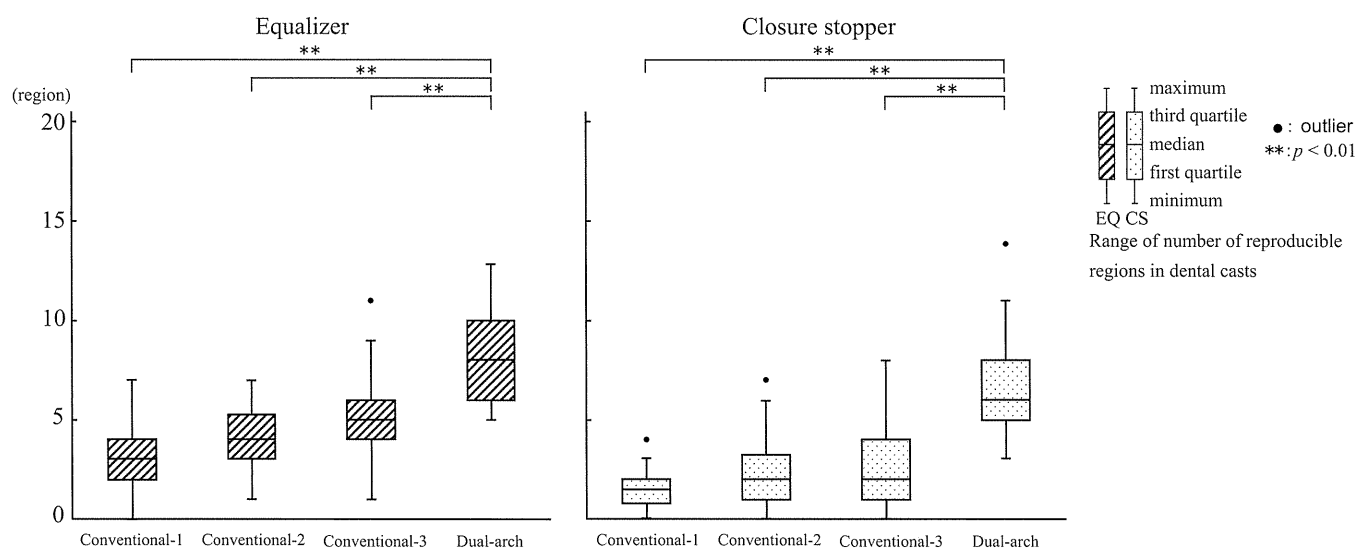 Equalizer
**
**
**
(region)
20
15
10
5
0
Conventional-1 Conventional-2 Conventional-3 Dual-arch
Closure stopper
**
**
**
Conventional-1 Conventional-2 Conventional-3 Dual-arch
maximum
third quartile
median
first quartile
minimum
EQ CS
Range of number of reproducible
regions in dental casts
●: outlier
**:p < 0.01